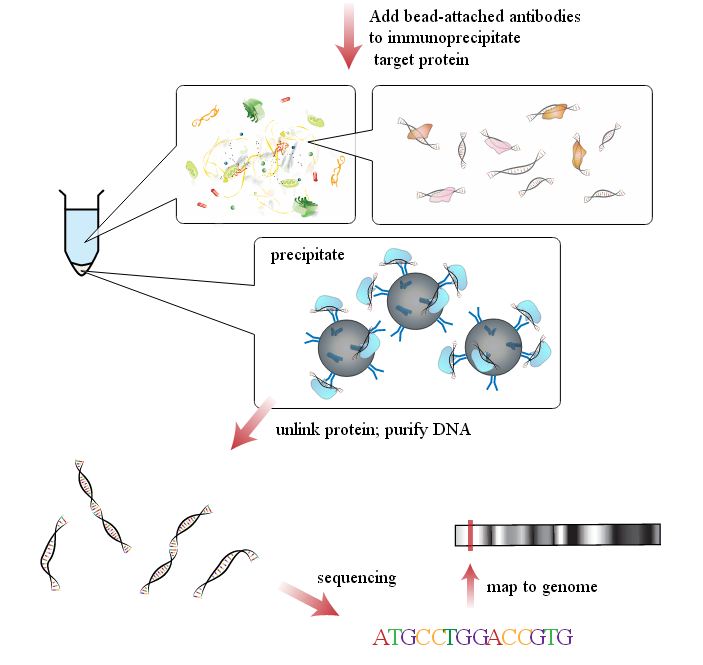 Add bead-attached antibodies
to immunoprecipitate
target protein
precipitate
unlink protein; purify DNA
sequencing
map to genome
ATGCCTGGACCGTG